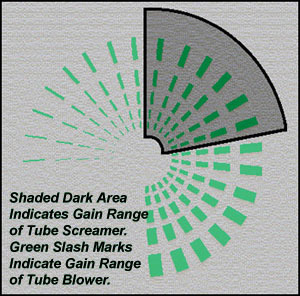 Shaded Dark Area
Indicates Gain Range
of Tube Screamer.
Green Slash Marks
Indicate Gain Range
of Tube Blower.